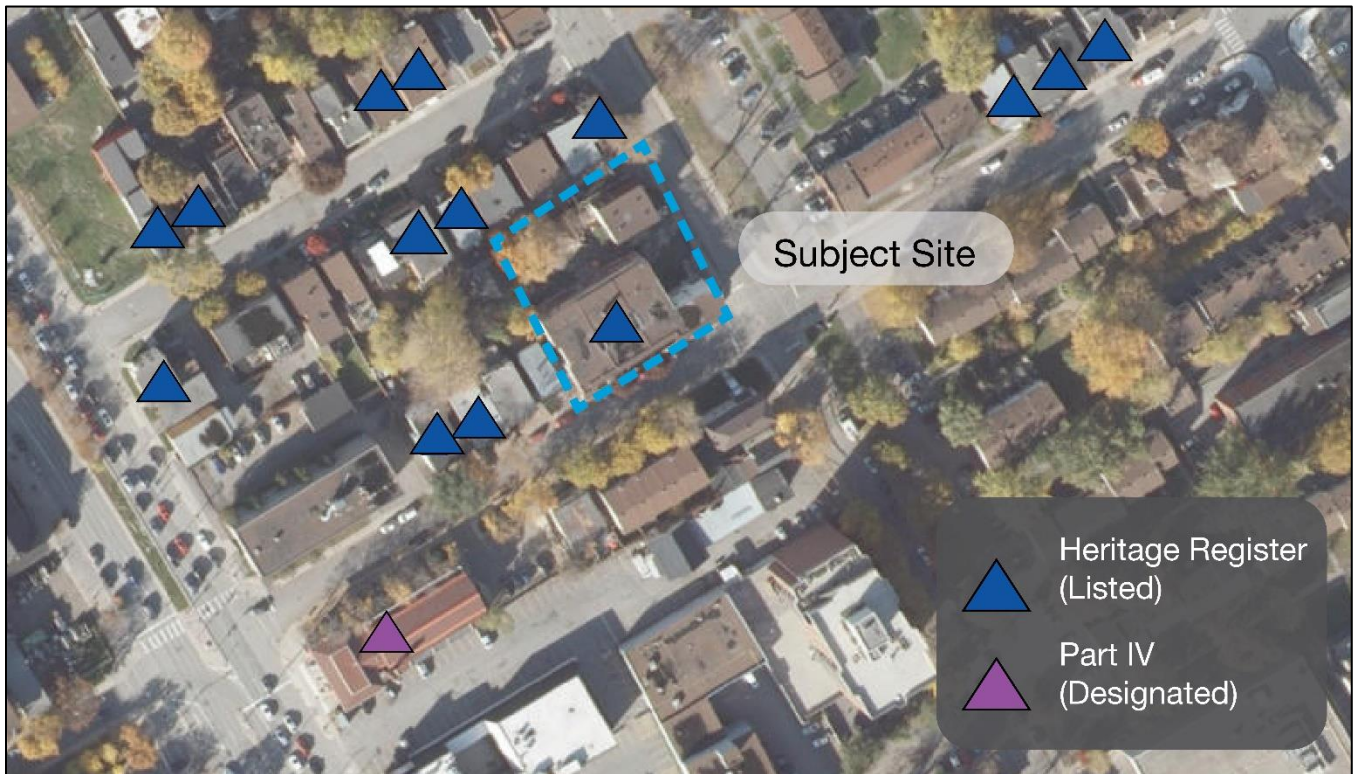 Subject Site
Heritage Register
(Listed)
Part IV
(Designated)